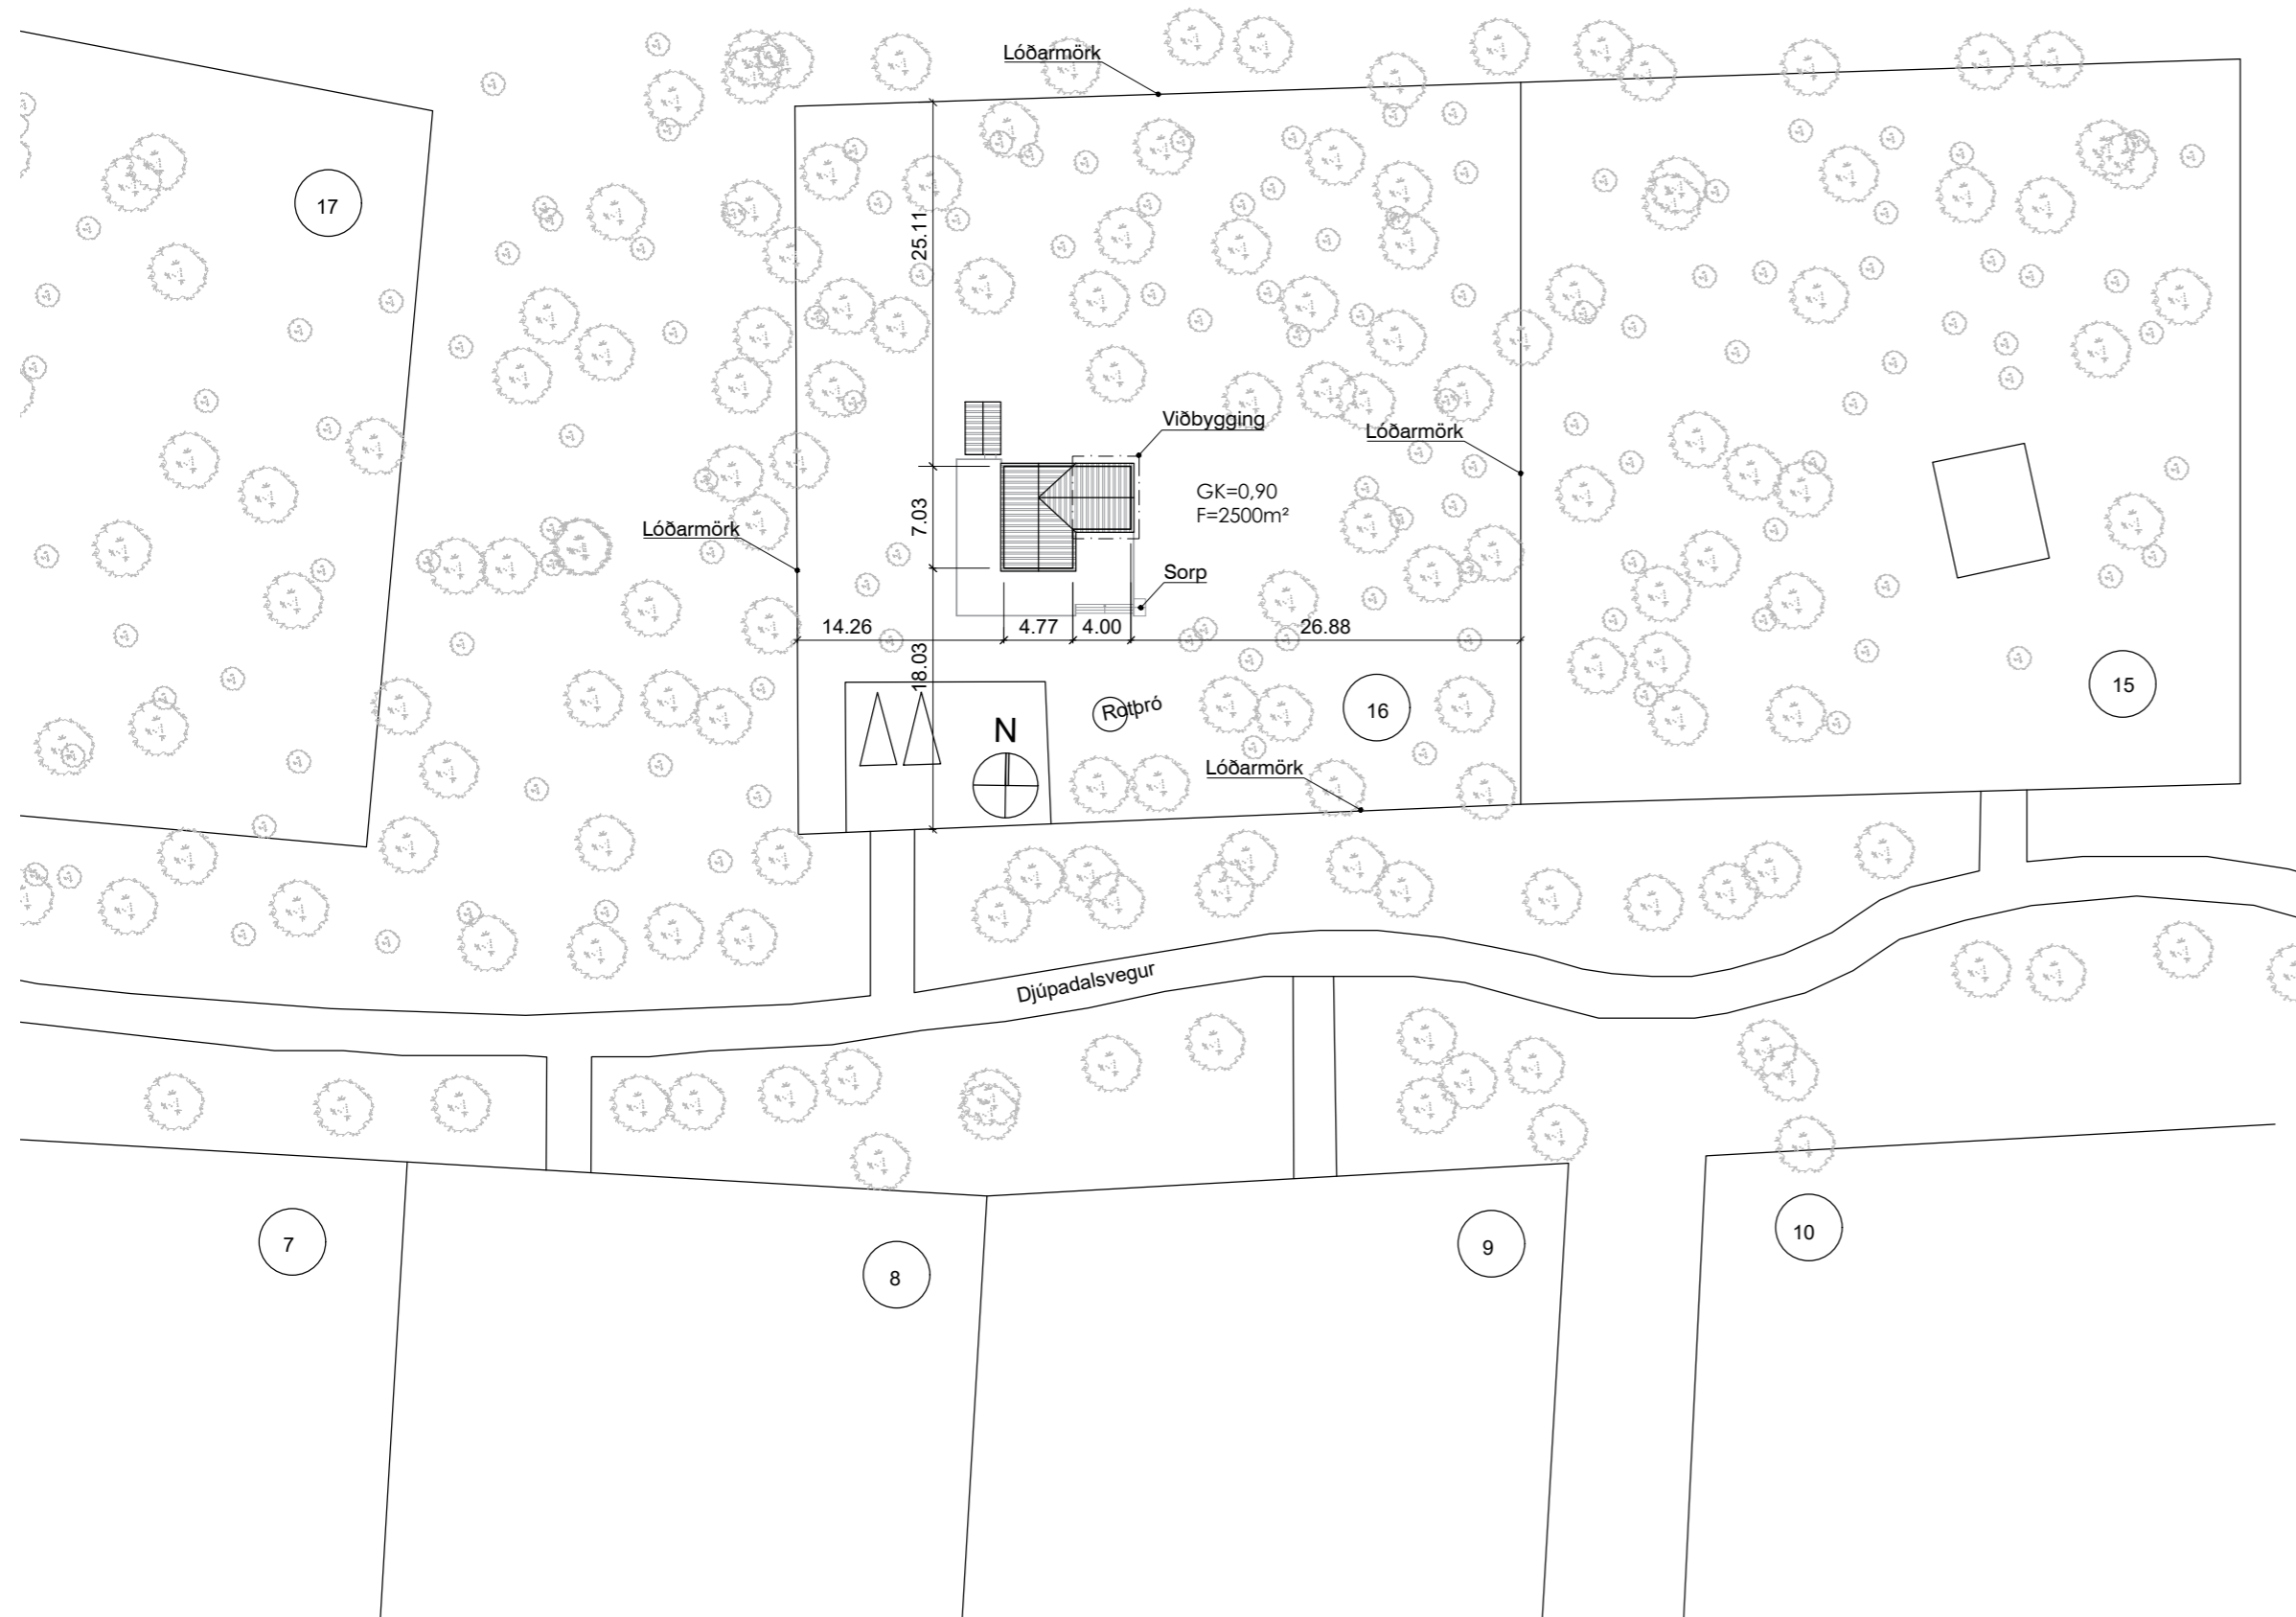 Lóðarmörk
17
25.11
Viðbygging
Lóðarmörk
GK=0,90
F=2500m²
7.03
Lóðarmörk
Sorp
14.26
4.77
4.00
26.88
18.03
15
Rotþró
16
N
Lóðarmörk
Djúpadalsvegur
7
8
9
10